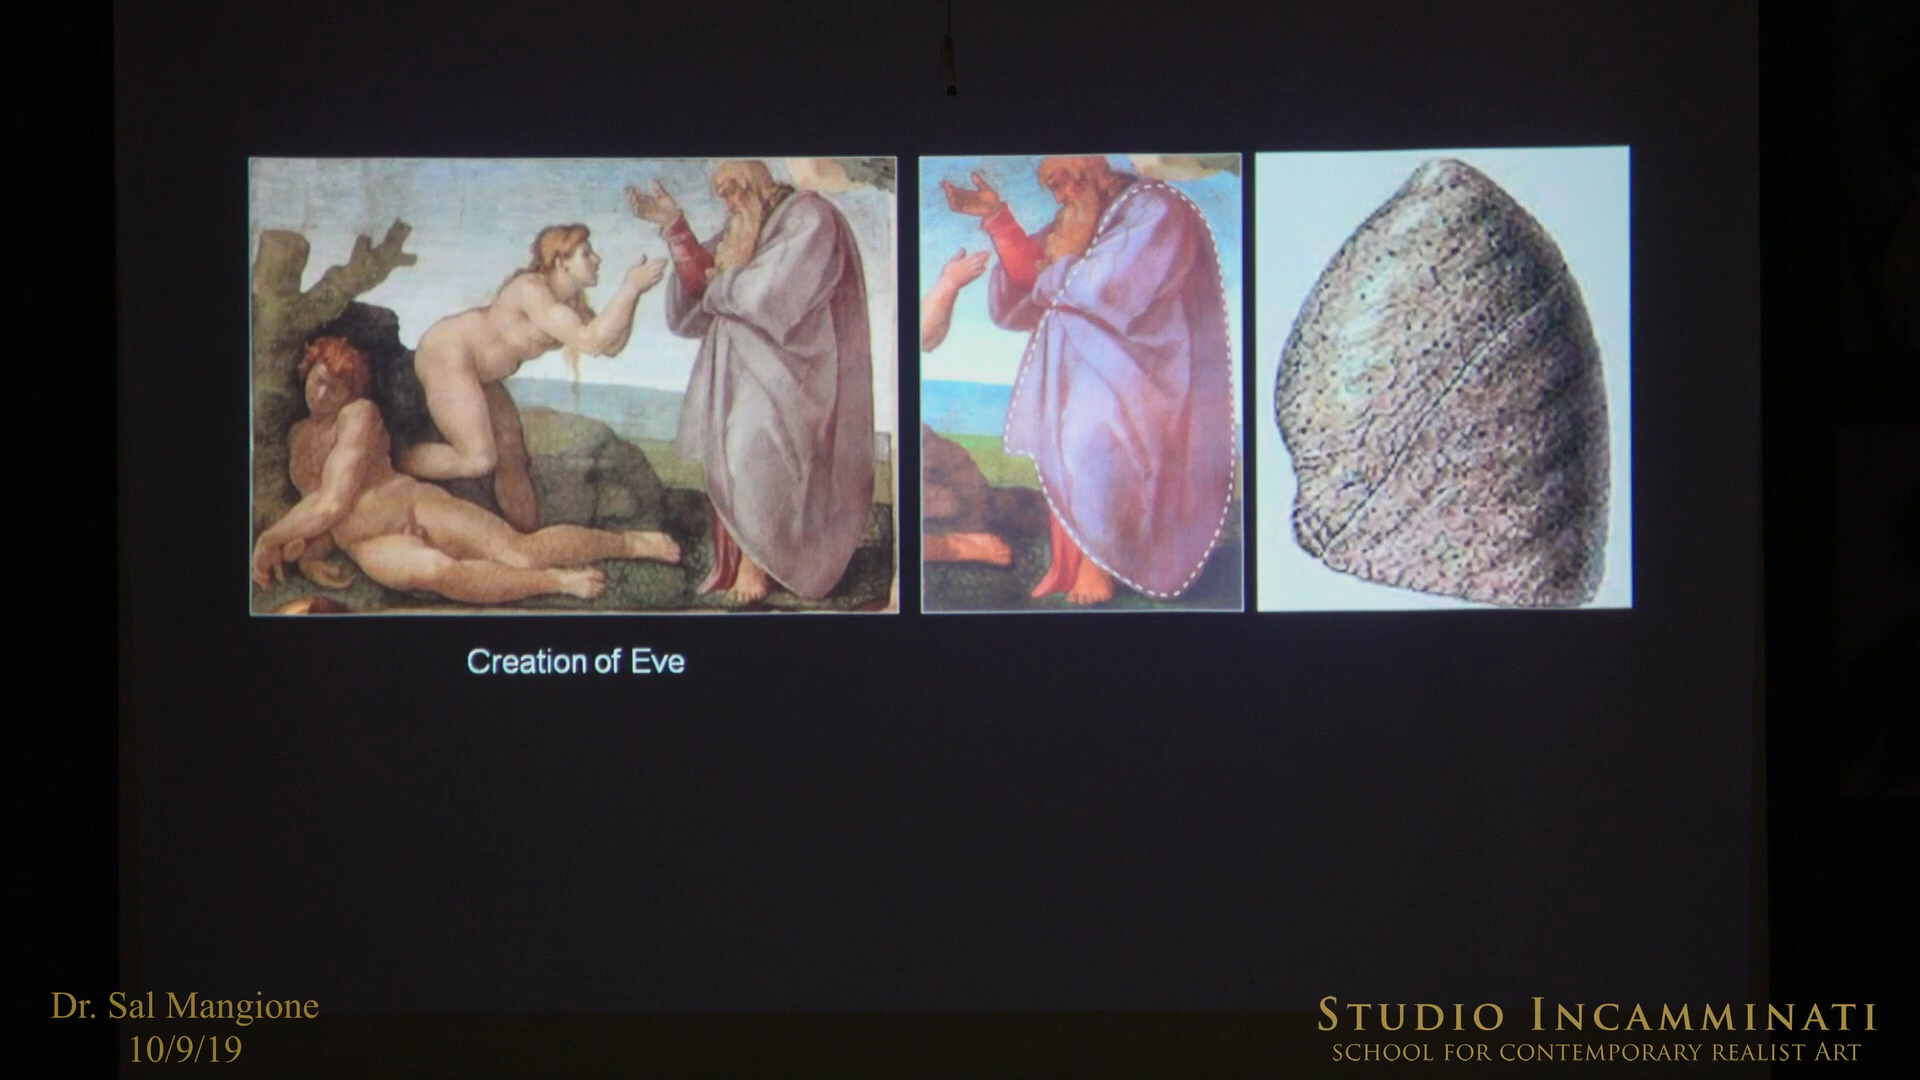 Creation of Eve
Dr. Sal Mangione
10/9/19
STUDIO INCAMMINATI
SCHOOL FOR CONTEMPORARY REALIST ART